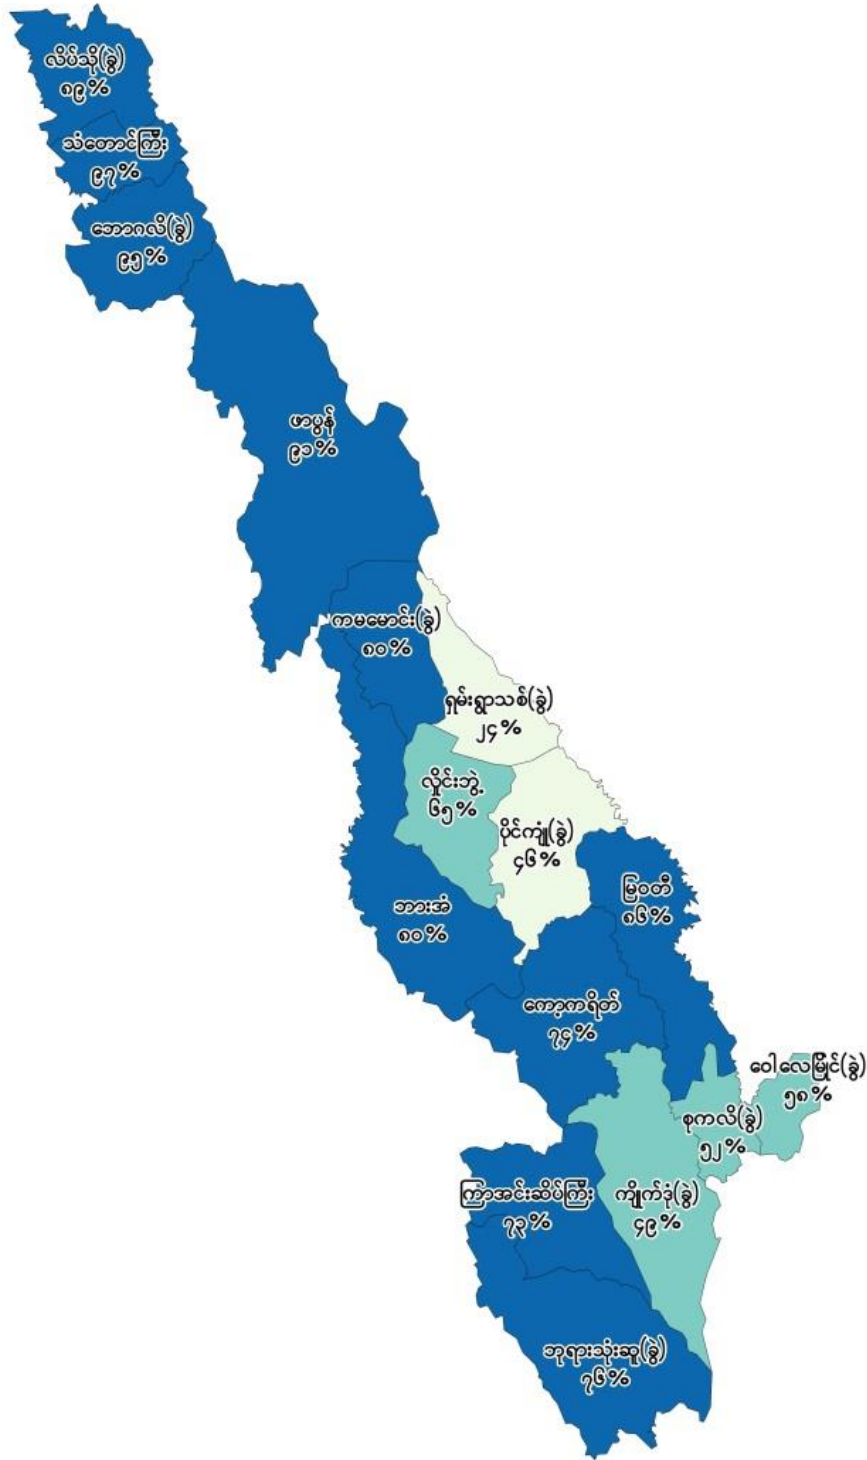 လိပ်သို(ခွဲ)
၈၉%
သံတောင်ကြီး
၉၇%
ဘောဂလိ(ခွဲ)
၉၅%
ဖာပွန်
၉၁%
ကမမောင်း(ခွဲ)
၈၀%
ရှမ်းရွာသစ်(ခွဲ)
၂၄%
လှိုင်းဘွဲ့
၆၅%
ပိုင်ကျုံ(ခွဲ)
၄၆%
မြဝတီ
၈၆%
ဘားအံ
၈၀%
ကော့ကရိတ်
၇၄%
ဝေါလေမြိုင်(ခွဲ)
၅၈%
စုကလိ(ခွဲ)
၅၂%
ကြာအင်းဆိပ်ကြီး
၇၃%
ကျိုက်ဒုံ(ခွဲ)
၄၉%
ဘုရားသုံးဆူ(ခွဲ)
၇၆%